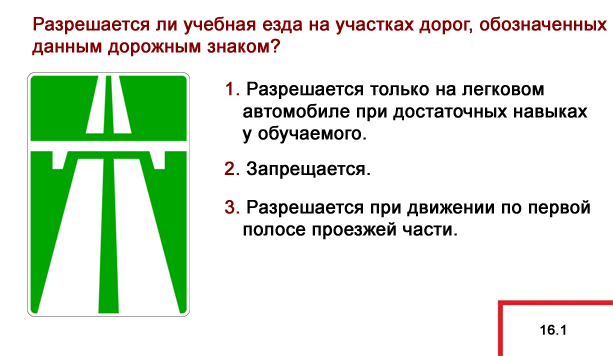 Разрешается ли учебная езда на участках дорог, обозначенных
данным дорожным знаком?
1. Разрешается только на легковом
автомобиле при достаточных навыках
у обучаемого.
2. Запрещается.
3. Разрешается при движении по первой
полосе проезжей части.
16.1